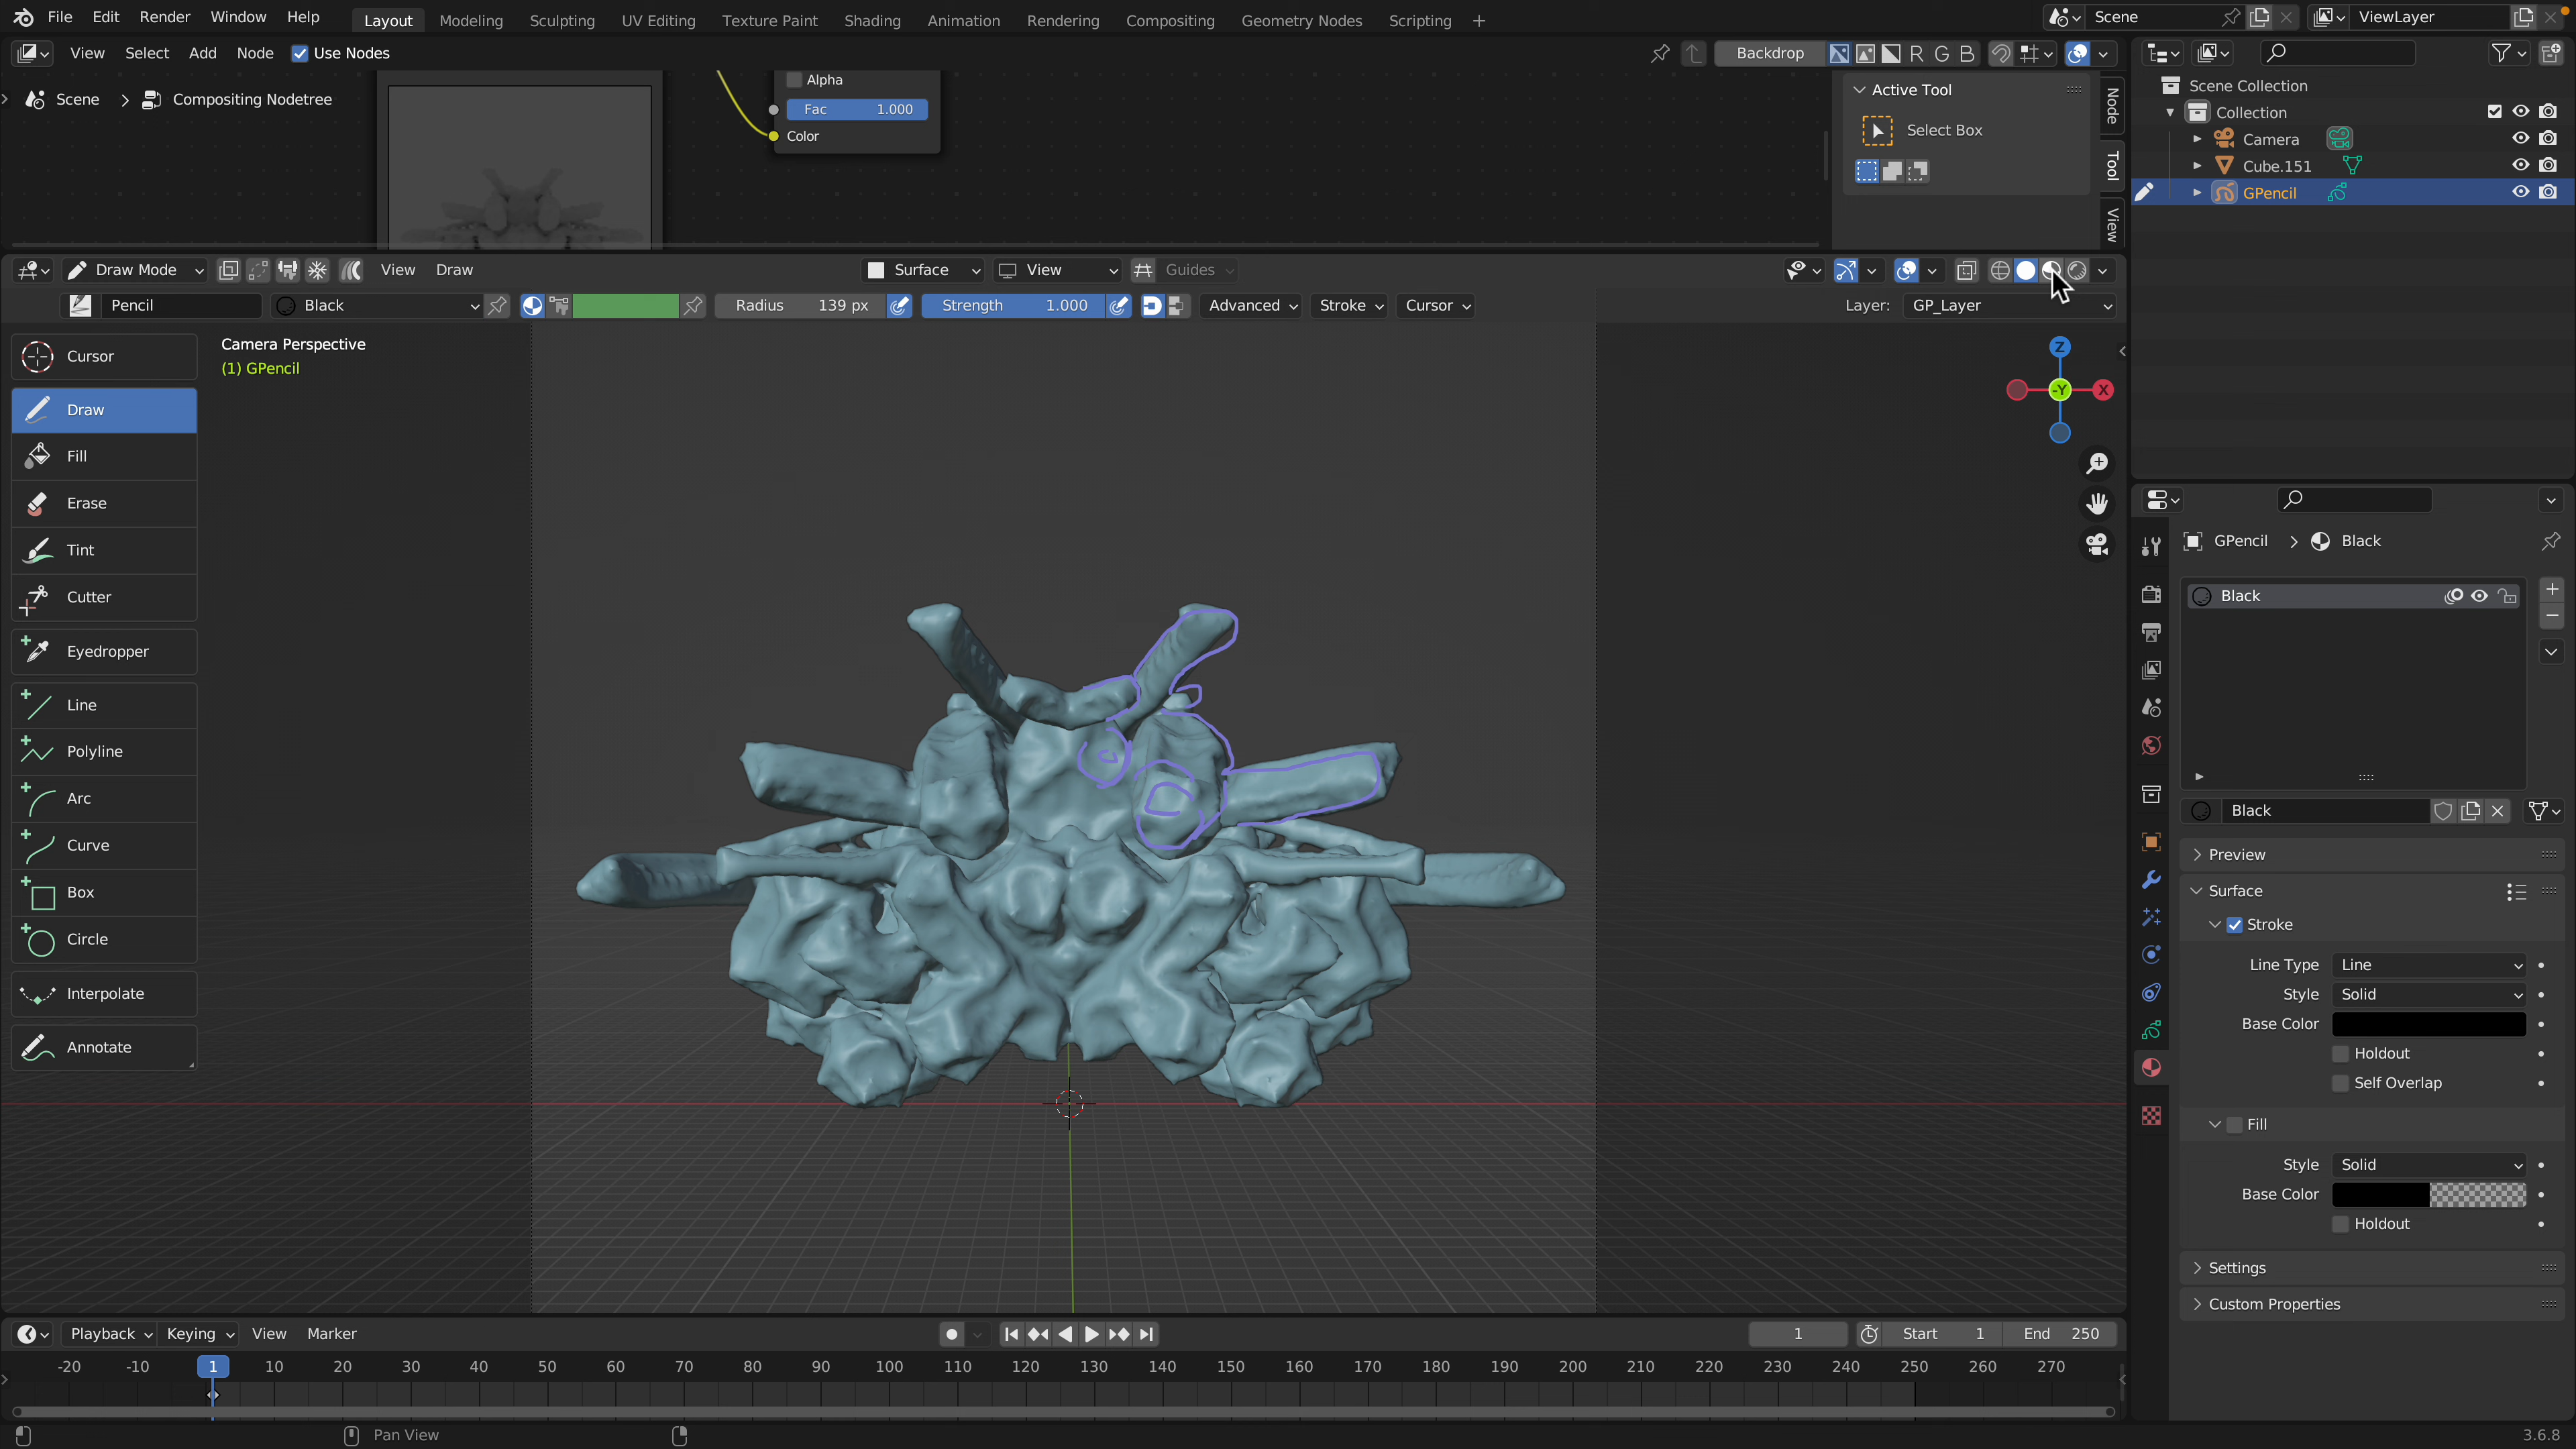 File Edit Render Window Help Layout Modeling Sculpting UV Editing Texture Paint Shading Animation Rendering Compositing Geometry Nodes Scripting + Scene ViewLayer
View Select Add Node Use Nodes Backdrop R G B
Scene > Compositing Nodetree
Alpha
Fac 1.000
Color
Active Tool
Select Box
Node
Tool
View
Scene Collection
Collection
Camera
Cube.151
GPencil
Draw Mode View Draw Surface View Guides
Pencil Black Radius 139 px Strength 1.000 Advanced Stroke Cursor Layer: GP_Layer
Camera Perspective
(1) GPencil
Cursor
Draw
Fill
Erase
Tint
Cutter
Eyedropper
Line
Polyline
Arc
Curve
Box
Circle
Interpolate
Annotate
Z
-Y X
GPencil > Black
Black
Black
Preview
Surface
Stroke
Line Type Line
Style Solid
Base Color
Holdout
Self Overlap
Fill
Style Solid
Base Color
Holdout
Settings
Custom Properties
Playback Keying View Marker 1 Start 1 End 250
-20 -10 1 10 20 30 40 50 60 70 80 90 100 110 120 130 140 150 160 170 180 190 200 210 220 230 240 250 260 270
Pan View 3.6.8